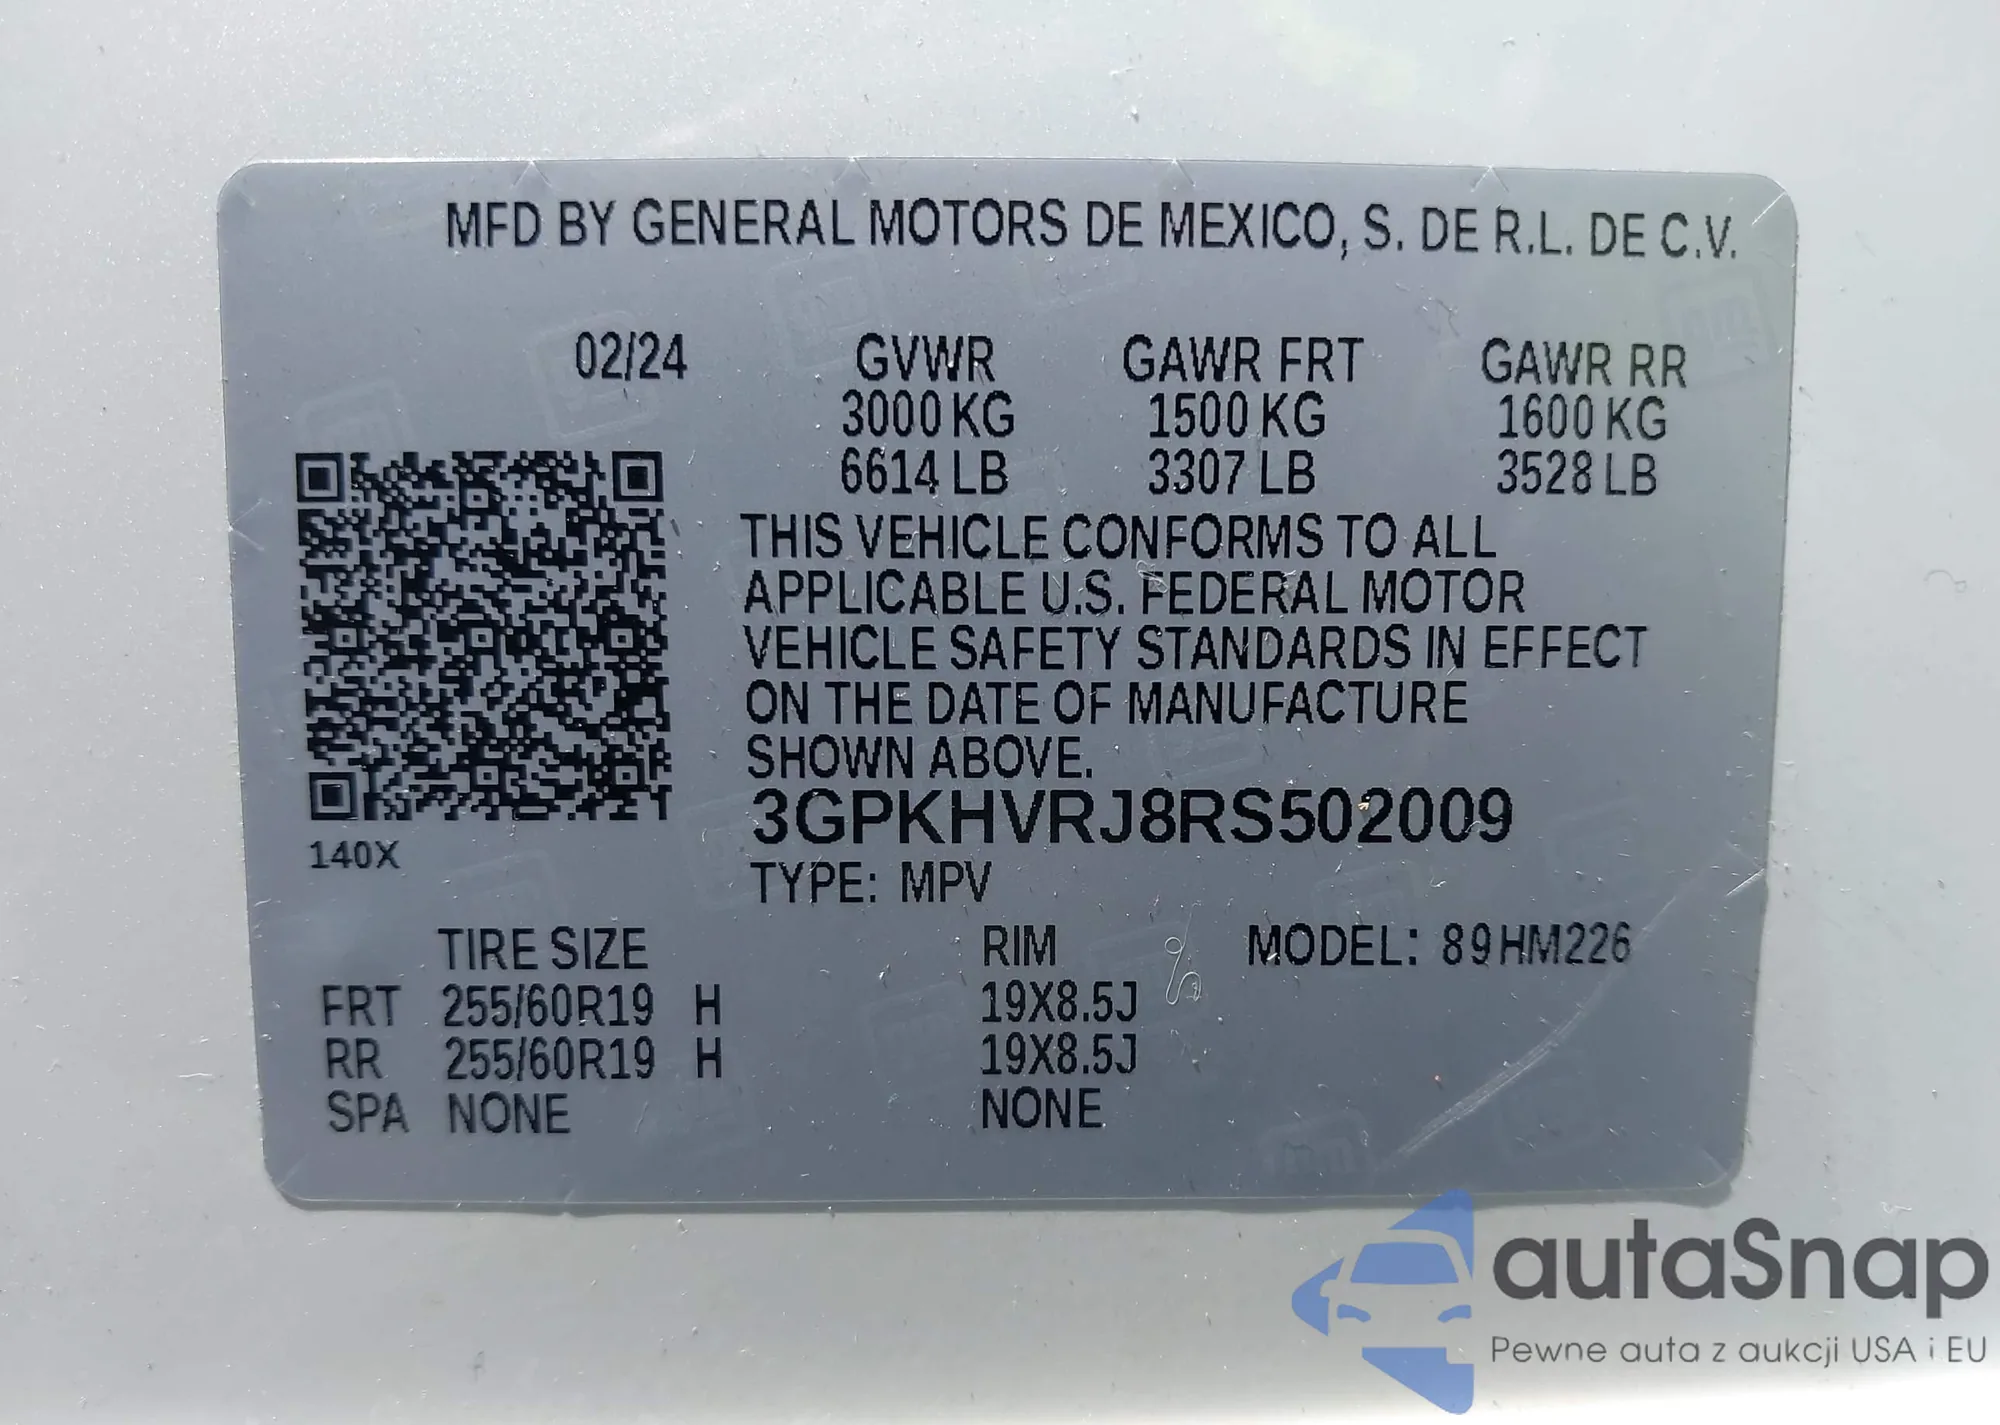 MFD BY GENERAL MOTORS DE MEXICO, S. DE R.L. DE C.V.
02/24 GVWR GAWR FRT GAWR RR
3000 KG 1500 KG 1600 KG
6614 LB 3307 LB 3528 LB
THIS VEHICLE CONFORMS TO ALL
APPLICABLE U.S. FEDERAL MOTOR
VEHICLE SAFETY STANDARDS IN EFFECT
ON THE DATE OF MANUFACTURE
SHOWN ABOVE.
3GPKHVRJ8RS502009
140X
TYPE: MPV
TIRE SIZE RIM MODEL: 89HM226
FRT 255/60R19 H 19X8.5J
RR 255/60R19 H 19X8.5J
SPA NONE NONE
autaSnap
Pewne auta z aukcji USA i EU